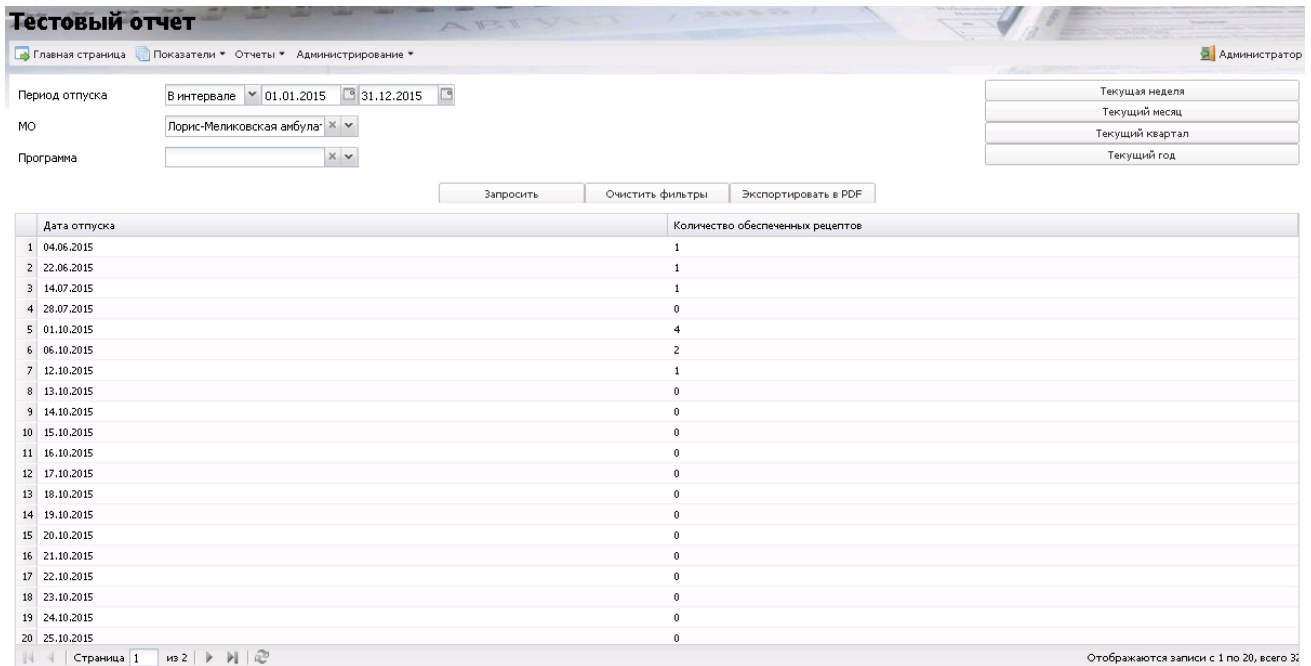 Тестовый отчет
АВГУСТ
Главная страница Показатели Отчеты Администрирование Администратор
Период отпуска В интервале 01.01.2015 31.12.2015 Текущая неделя
Текущий месяц
МО Лорис-Меликовская амбулат
Текущий квартал
Программа Текущий год
Запросить Очистить фильтры Экспортировать в PDF
Дата отпуска Количество обеспеченных рецептов
1 04.06.2015 1
2 22.06.2015 1
3 14.07.2015 1
4 28.07.2015 0
5 01.10.2015 4
6 06.10.2015 2
7 12.10.2015 1
8 13.10.2015 0
9 14.10.2015 0
10 15.10.2015 0
11 16.10.2015 0
12 17.10.2015 0
13 18.10.2015 0
14 19.10.2015 0
15 20.10.2015 0
16 21.10.2015 0
17 22.10.2015 0
18 23.10.2015 0
19 24.10.2015 0
20 25.10.2015 0
Страница 1 из 2 Отображаются записи с 1 по 20, всего